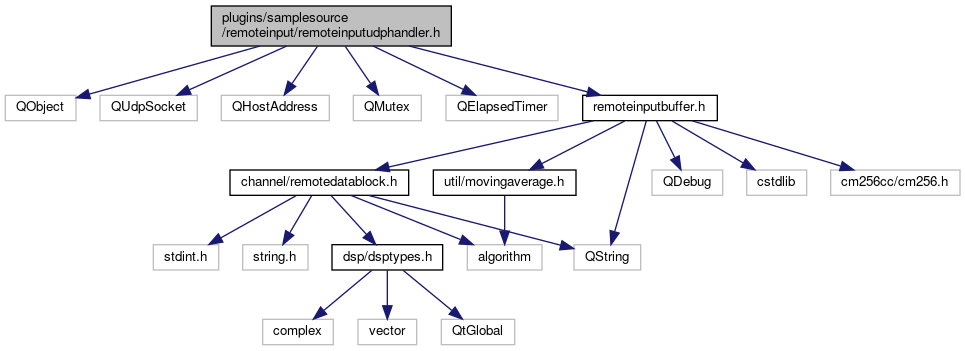 plugins/samplesource
/remoteinput/remoteinputudphandler.h
QObject
QUdpSocket
QHostAddress
QMutex
QElapsedTimer
remoteinputbuffer.h
channel/remotedatablock.h
util/movingaverage.h
QDebug
cstdlib
cm256cc/cm256.h
stdint.h
string.h
dsp/dsptypes.h
algorithm
QString
complex
vector
QtGlobal